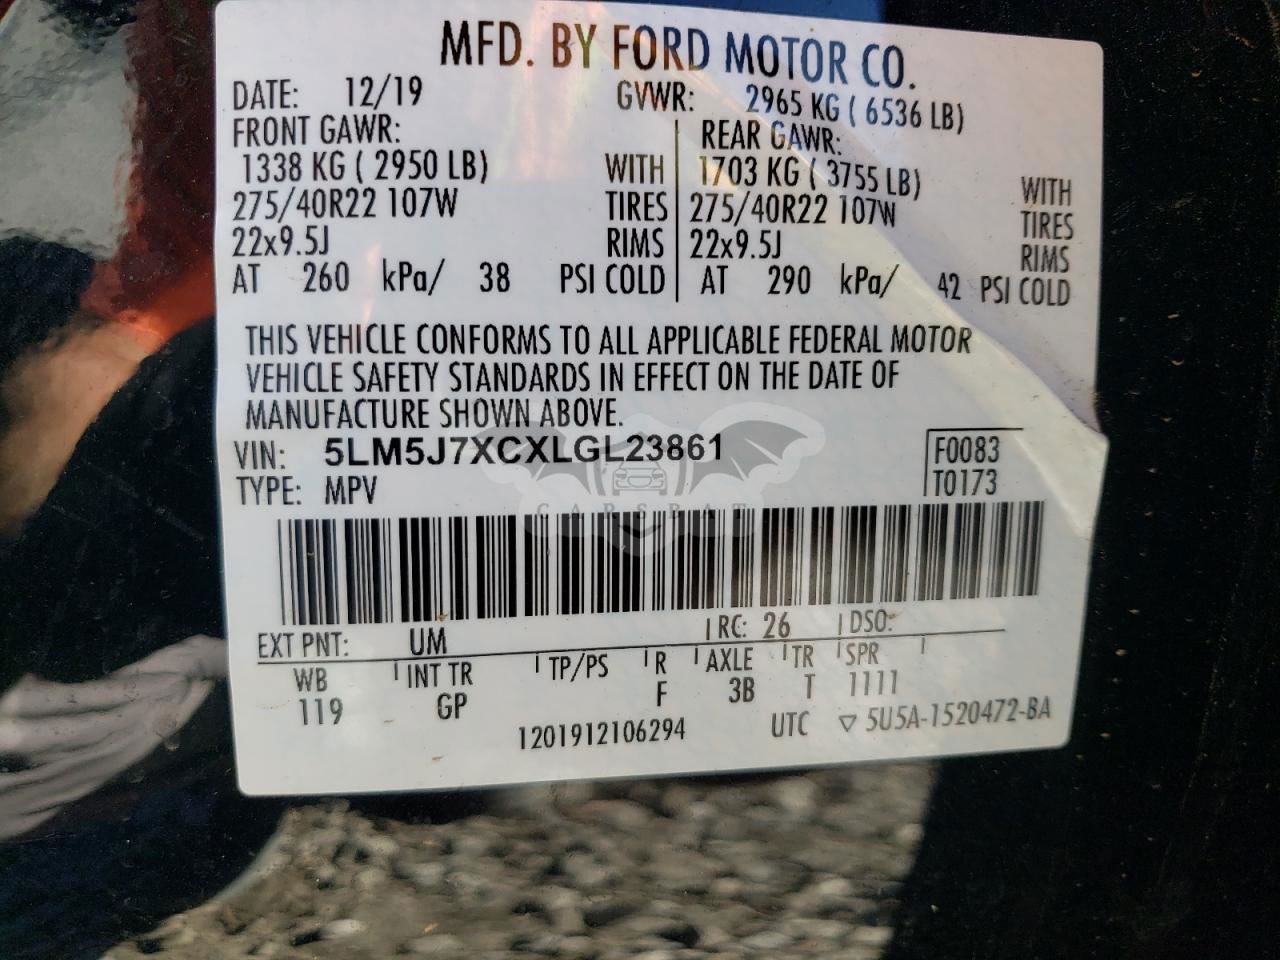 MFD. BY FORD MOTOR CO.
DATE: 12/19 GVWR: 2965 KG ( 6536 LB)
FRONT GAWR: REAR GAWR:
1338 KG ( 2950 LB) WITH 1703 KG ( 3755 LB) WITH
275/40R22 107W TIRES 275/40R22 107W TIRES
22x9.5J RIMS 22x9.5J RIMS
AT 260 kPa/ 38 PSI COLD AT 290 kPa/ 42 PSI COLD
THIS VEHICLE CONFORMS TO ALL APPLICABLE FEDERAL MOTOR
VEHICLE SAFETY STANDARDS IN EFFECT ON THE DATE OF
MANUFACTURE SHOWN ABOVE.
VIN: 5LM5J7XCXLGL23861 F0083
TYPE: MPV T0173
CARSBAT
EXT PNT: UM RC: 26 DSO:
WB INT TR TP/PS R AXLE TR SPR
119 GP F 3B T 1111
1201912106294 UTC ▽ 5U5A-1520472-BA